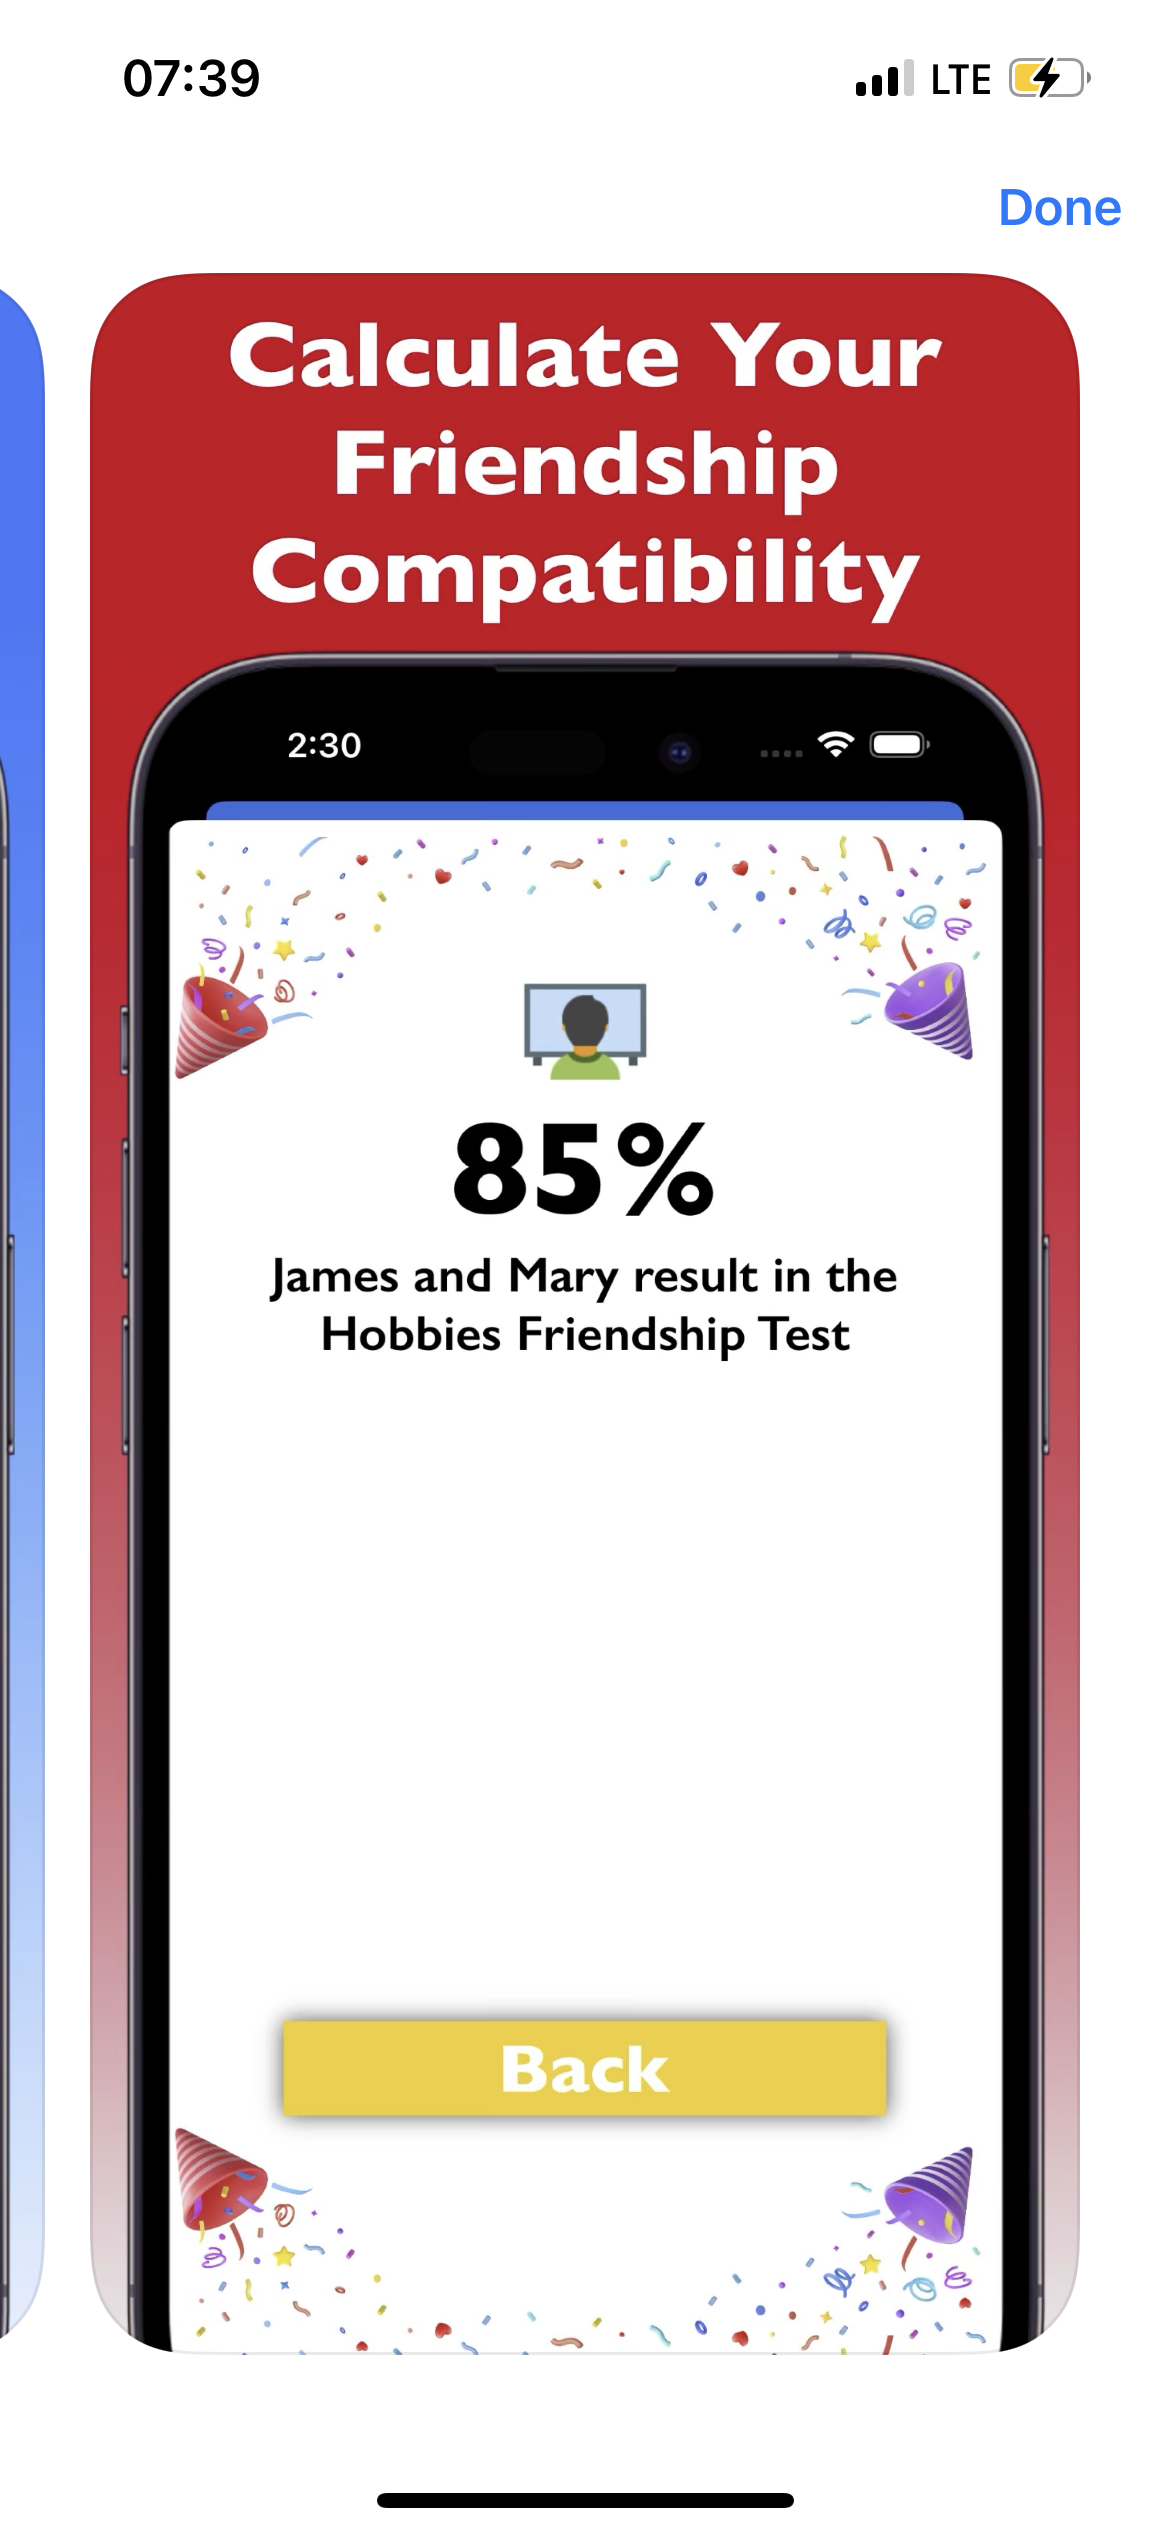 07:39
LTE
Done
Calculate Your
Friendship
Compatibility
2:30
85%
James and Mary result in the
Hobbies Friendship Test
Back